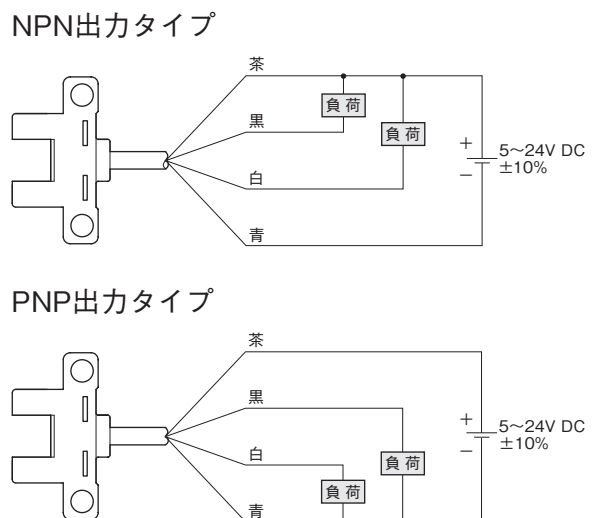 NPN出力タイプ
茶
負荷
黒
負荷
+
5～24V DC
±10%
白
−
青
PNP出力タイプ
茶
黒
+
5～24V DC
±10%
白
−
負荷
負荷
青